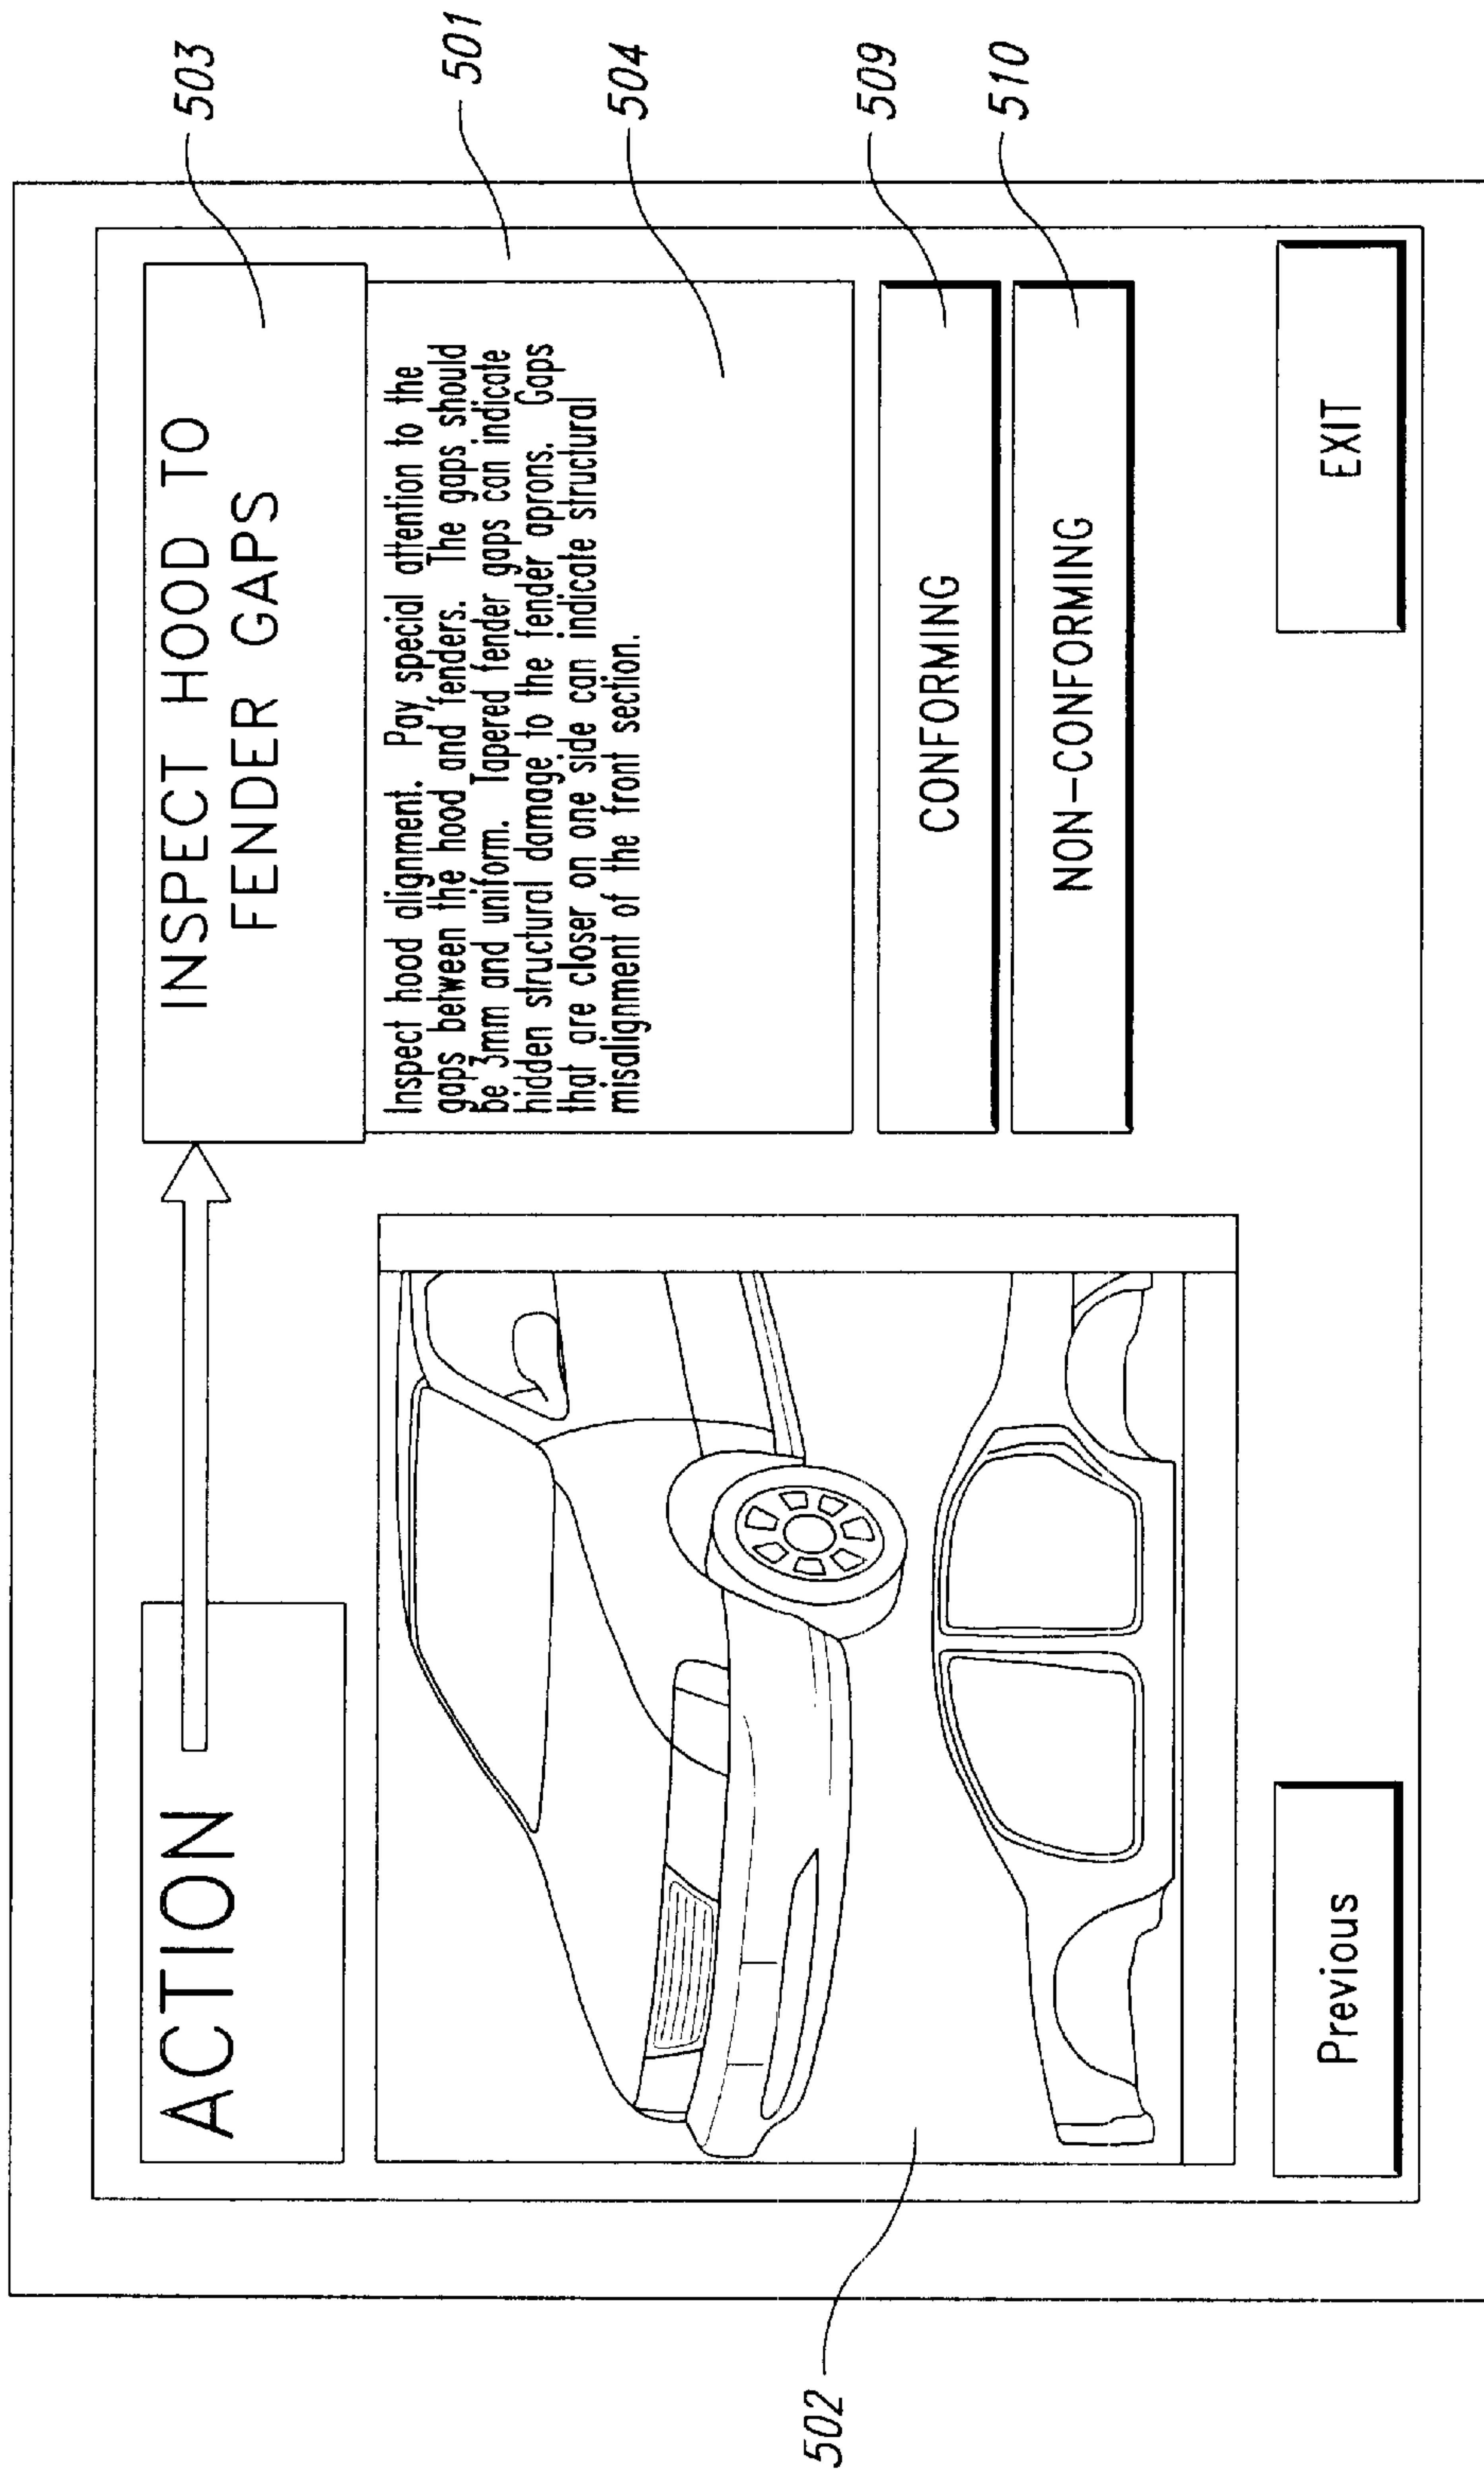 ACTION
INSPECT HOOD TO
FENDER GAPS
503
501
Inspect hood alignment. Pay special attention to the
gaps between the hood and fenders. The gaps should
be 3mm and uniform. Tapered fender gaps can indicate
hidden structural damage to the fender aprons. Gaps
that are closer on one side can indicate structural
misalignment of the front section.
504
CONFORMING
509
NON-CONFORMING
510
502
Previous
EXIT